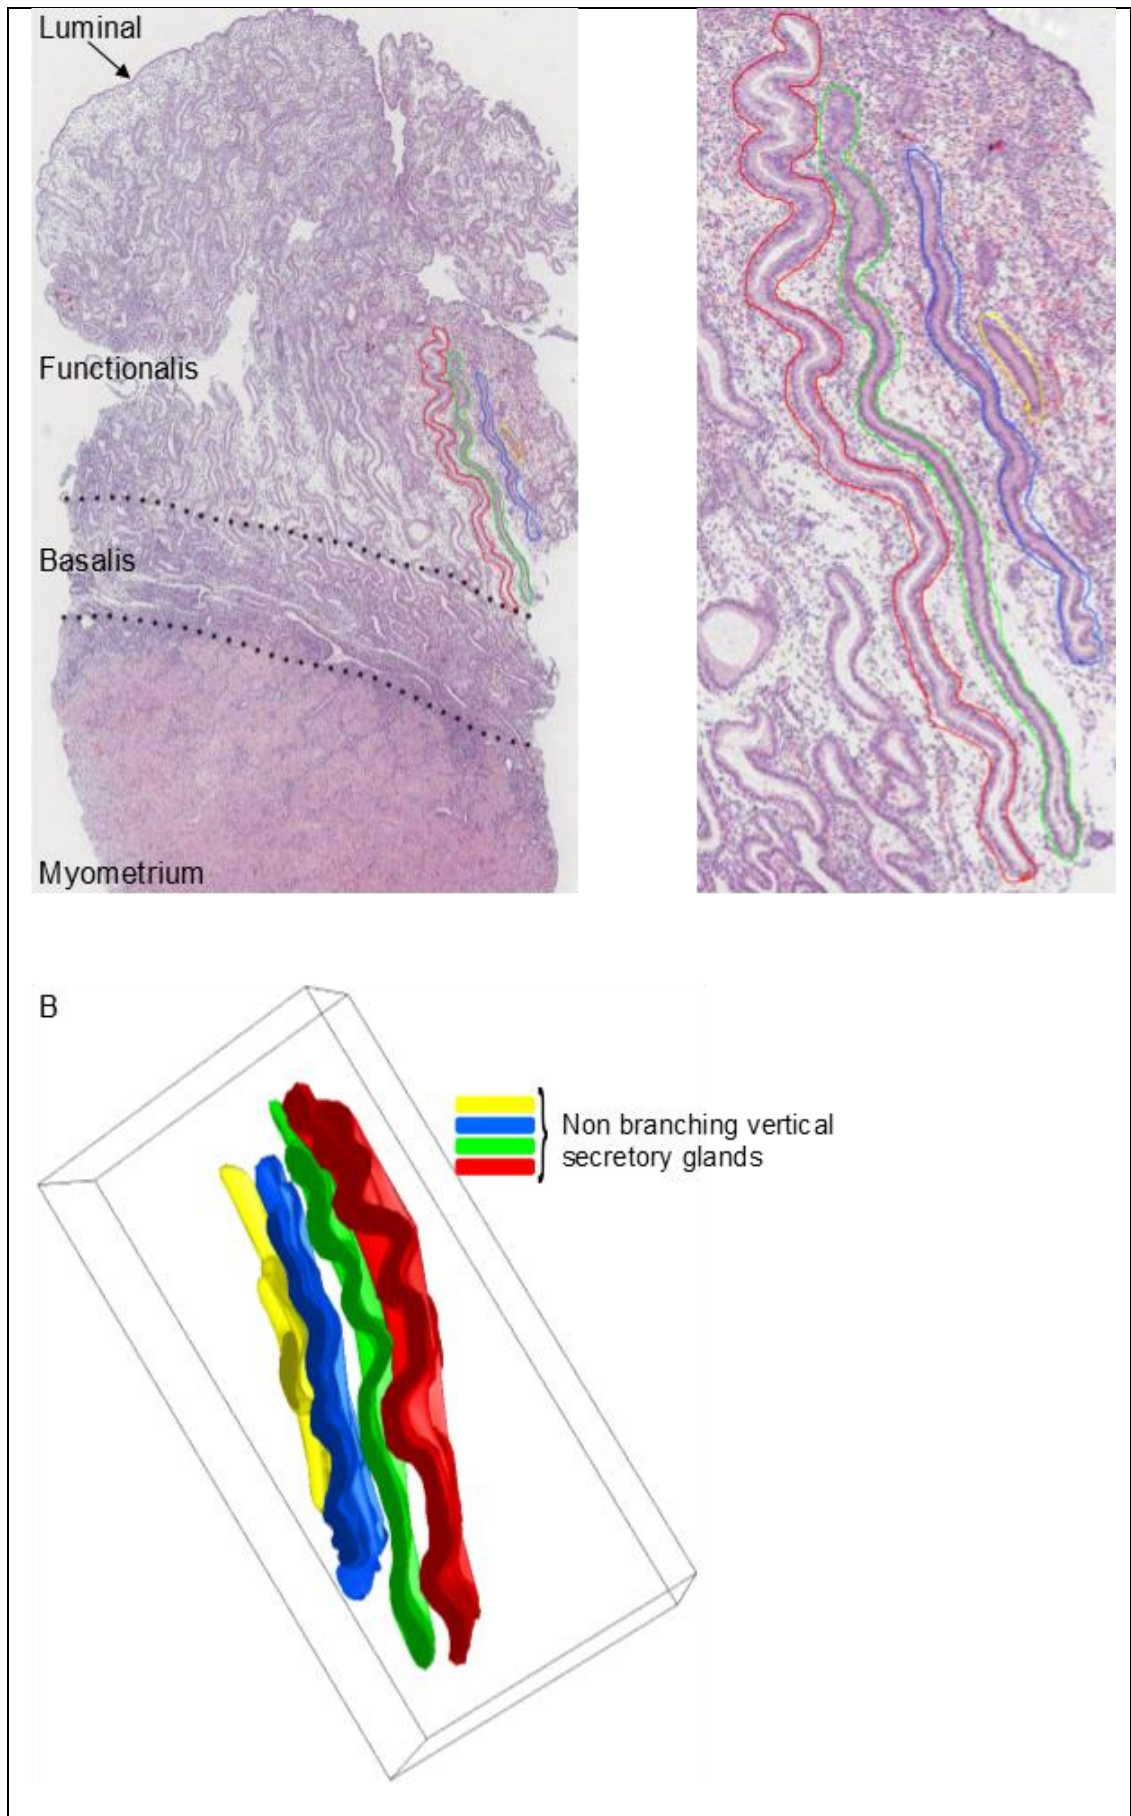 Luminal
Functionalis
Basalis
Myometrium
B
Non branching vertical
secretory glands